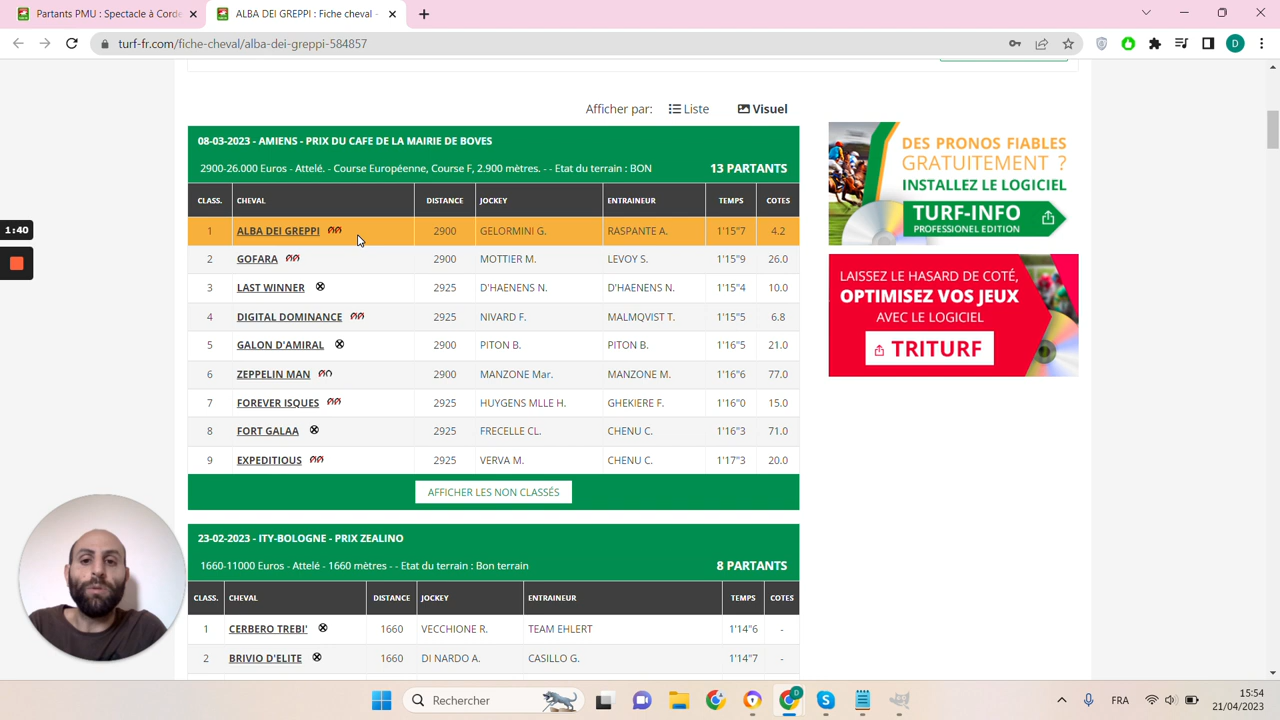 Partants PMU : Spectacle à Corde
ALBA DEI GREPPI : Fiche cheval -
turf-fr.com/fiche-cheval/alba-dei-greppi-584857
D
Afficher par: Liste Visuel
08-03-2023 - AMIENS - PRIX DU CAFE DE LA MAIRIE DE BOVES
2900-26.000 Euros - Attelé. - Course Européenne, Course F, 2.900 mètres. - - Etat du terrain : BON 13 PARTANTS
CLASS. CHEVAL DISTANCE JOCKEY ENTRAINEUR TEMPS COTES
1 ALBA DEI GREPPI 2900 GELORMINI G. RASPANTE A. 1'15"7 4.2
2 GOFARA 2900 MOTTIER M. LEVOY S. 1'15"9 26.0
3 LAST WINNER 2925 D'HAENENS N. D'HAENENS N. 1'15"4 10.0
4 DIGITAL DOMINANCE 2925 NIVARD F. MALMQVIST T. 1'15"5 6.8
5 GALON D'AMIRAL 2900 PITON B. PITON B. 1'16"5 21.0
6 ZEPPELIN MAN 2900 MANZONE Mar. MANZONE M. 1'16"6 77.0
7 FOREVER ISQUES 2925 HUYGENS MLLE H. GHEKIERE F. 1'16"0 15.0
8 FORT GALAA 2925 FRECELLE CL. CHENU C. 1'16"3 71.0
9 EXPEDITIOUS 2925 VERVA M. CHENU C. 1'17"3 20.0
AFFICHER LES NON CLASSÉS
23-02-2023 - ITY-BOLOGNE - PRIX ZEALINO
1660-11000 Euros - Attelé - 1660 mètres - - Etat du terrain : Bon terrain 8 PARTANTS
CLASS. CHEVAL DISTANCE JOCKEY ENTRAINEUR TEMPS COTES
1 CERBERO TREBI' 1660 VECCHIONE R. TEAM EHLERT 1'14"6 -
2 BRIVIO D'ELITE 1660 DI NARDO A. CASILLO G. 1'14"7 -
DES PRONOS FIABLES
GRATUITEMENT ?
INSTALLEZ LE LOGICIEL
TURF-INFO
PROFESIONNEL EDITION
LAISSEZ LE HASARD DE COTÉ,
OPTIMISEZ VOS JEUX
AVEC LE LOGICIEL
TRITURF
1:40
Rechercher
D
FRA
15:54
21/04/2023